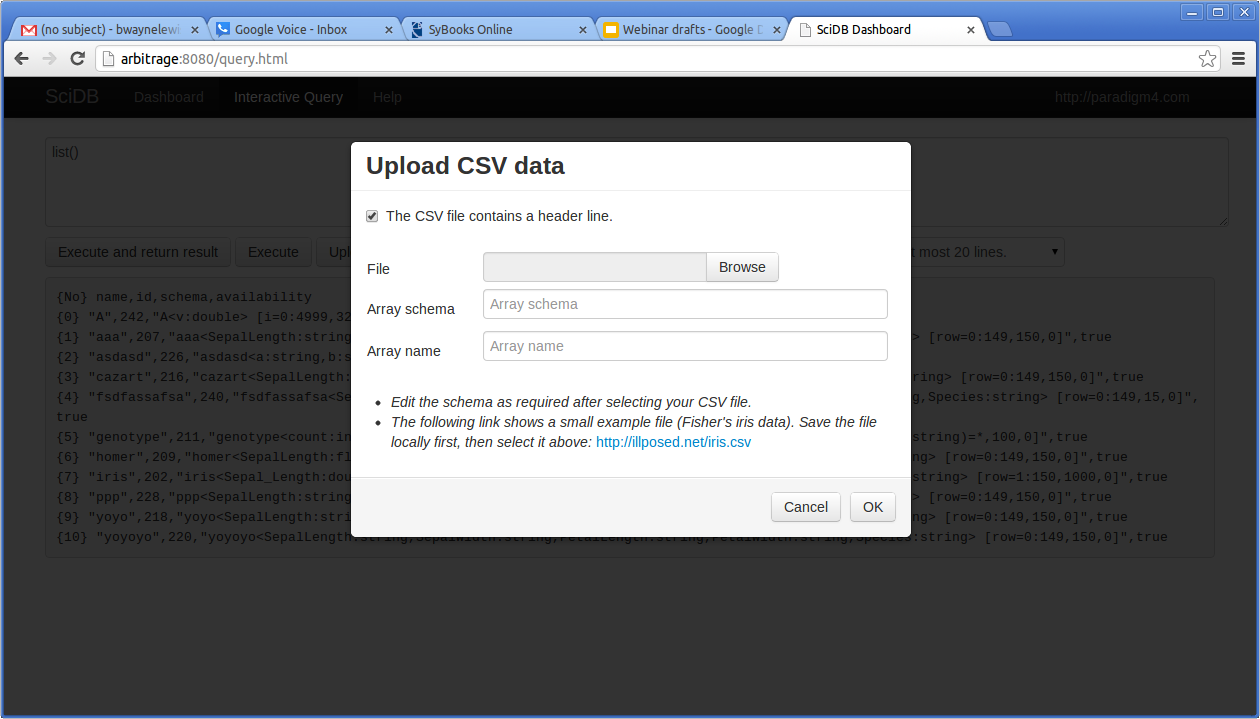 (no subject) - bwaynelewi
Google Voice - Inbox
SyBooks Online
Webinar drafts - Google D
SciDB Dashboard
arbitrage:8080/query.html
SciDB Dashboard Interactive Query Help http://paradigm4.com
list()
Upload CSV data
The CSV file contains a header line.
File Browse
Array schema Array schema
Array name Array name
Edit the schema as required after selecting your CSV file.
The following link shows a small example file (Fisher's iris data). Save the file
locally first, then select it above: http://illposed.net/iris.csv
Cancel OK
Execute and return result Execute Upl t most 20 lines.
{No} name,id,schema,availability
{0} "A",242,"A<v:double> [i=0:4999,32
{1} "aaa",207,"aaa<SepalLength:string > [row=0:149,150,0]",true
{2} "asdasd",226,"asdasd<a:string,b:s
{3} "cazart",216,"cazart<SepalLength: ring> [row=0:149,150,0]",true
{4} "fsdfassafsa",240,"fsdfassafsa<Se g,Species:string> [row=0:149,15,0]",
true
{5} "genotype",211,"genotype<count:in string)=*,100,0]",true
{6} "homer",209,"homer<SepalLength:fl g> [row=0:149,150,0]",true
{7} "iris",202,"iris<Sepal_Length:dou string> [row=1:150,1000,0]",true
{8} "ppp",228,"ppp<SepalLength:string > [row=0:149,150,0]",true
{9} "yoyo",218,"yoyo<SepalLength:stri g> [row=0:149,150,0]",true
{10} "yoyoyo",220,"yoyoyo<SepalLength:string,SepalWidth:string,PetalLength:string,PetalWidth:string,Species:string> [row=0:149,150,0]",true